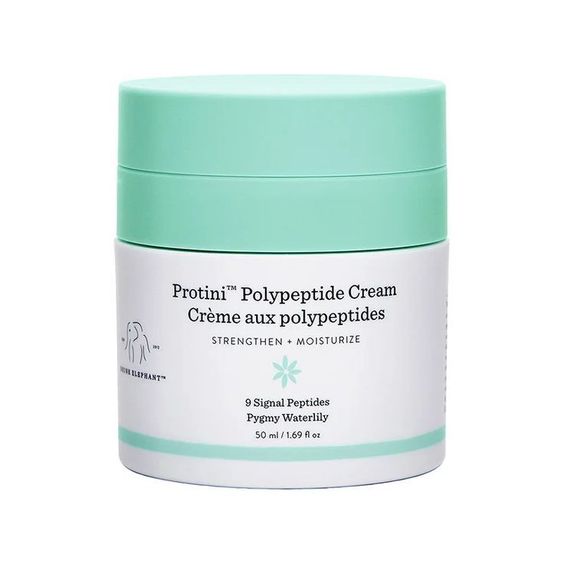 Protini™ Polypeptide Cream
Crème aux polypeptides
STRENGTHEN + MOISTURIZE
9 Signal Peptides
Pygmy Waterlily
50 ml / 1.69 fl oz
ELEPHANT™